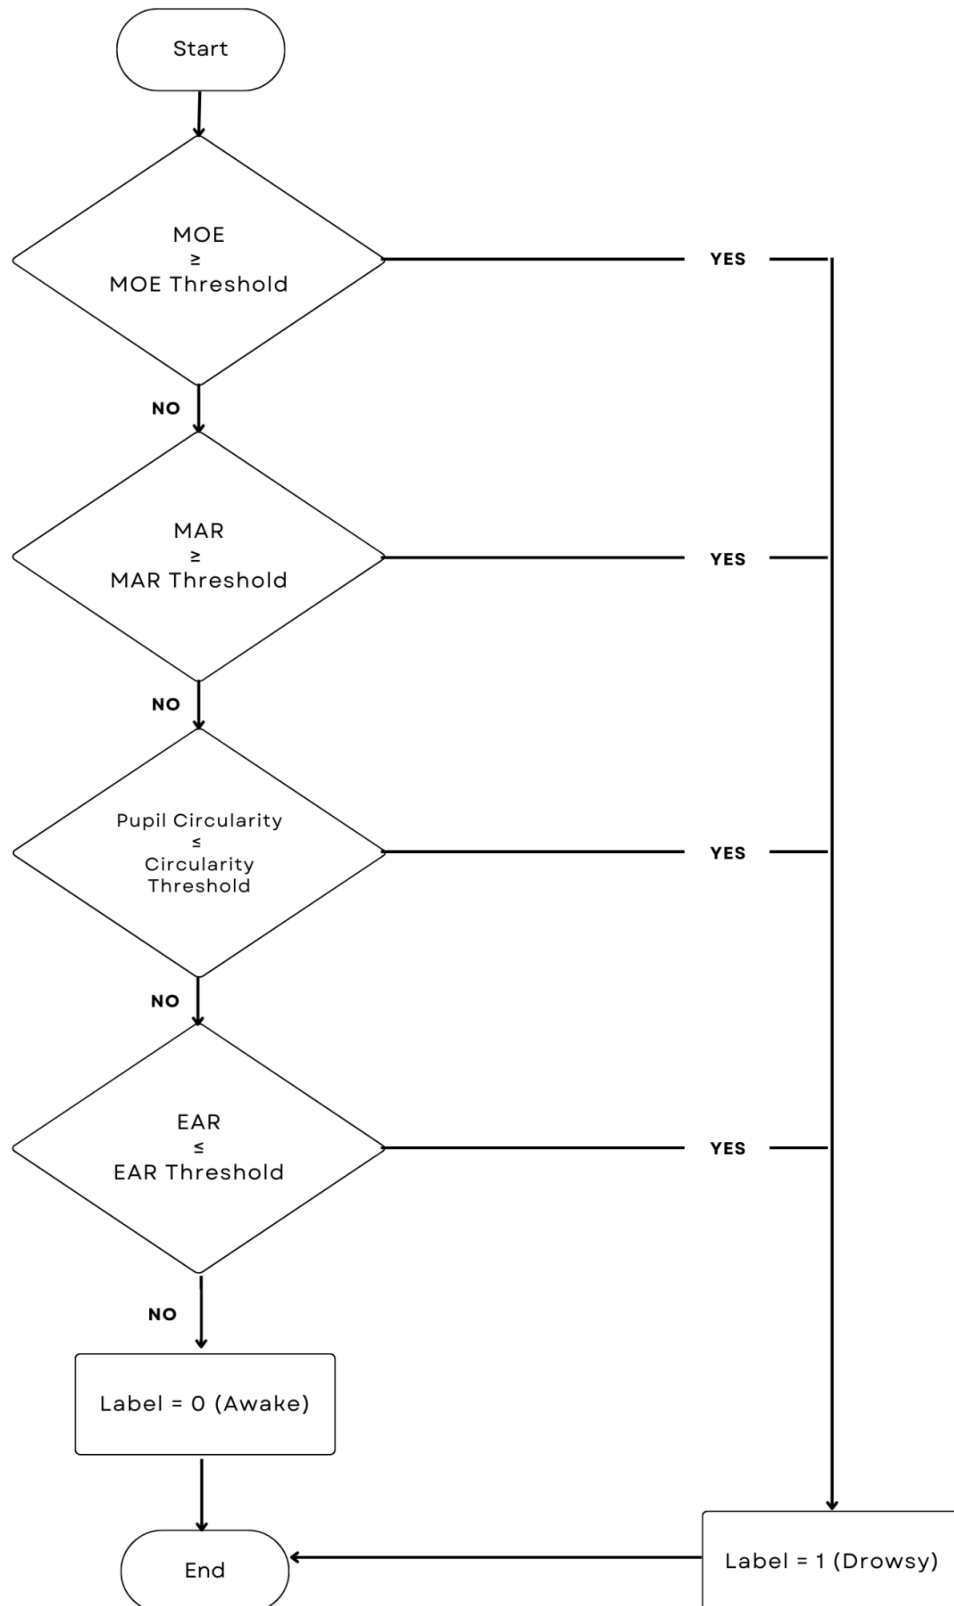 Start
MOE
≥
MOE Threshold
YES
NO
MAR
≥
MAR Threshold
YES
NO
Pupil Circularity
≤
Circularity
Threshold
YES
NO
EAR
≤
EAR Threshold
YES
NO
Label = 0 (Awake)
Label = 1 (Drowsy)
End